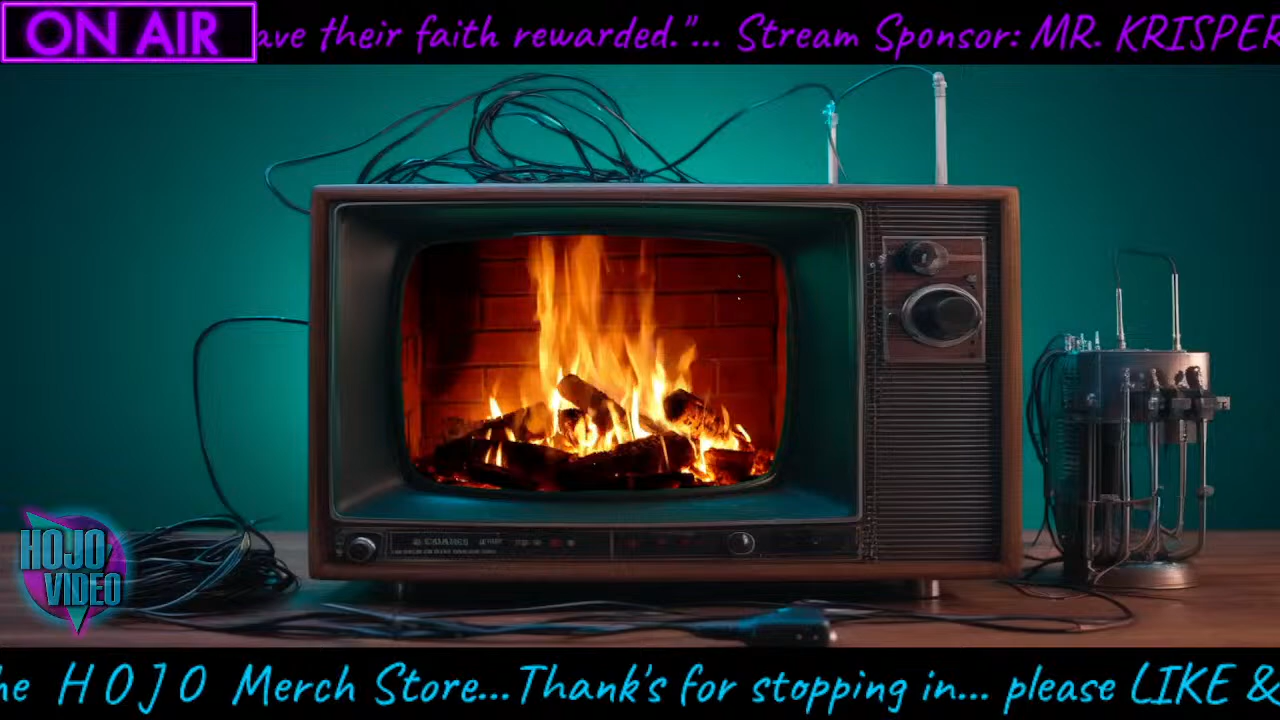 ON AIR
ave their faith rewarded."... Stream Sponsor: MR. KRISPER
HOJO
VIDEO
he HOJO Merch Store...Thank's for stopping in... please LIKE &